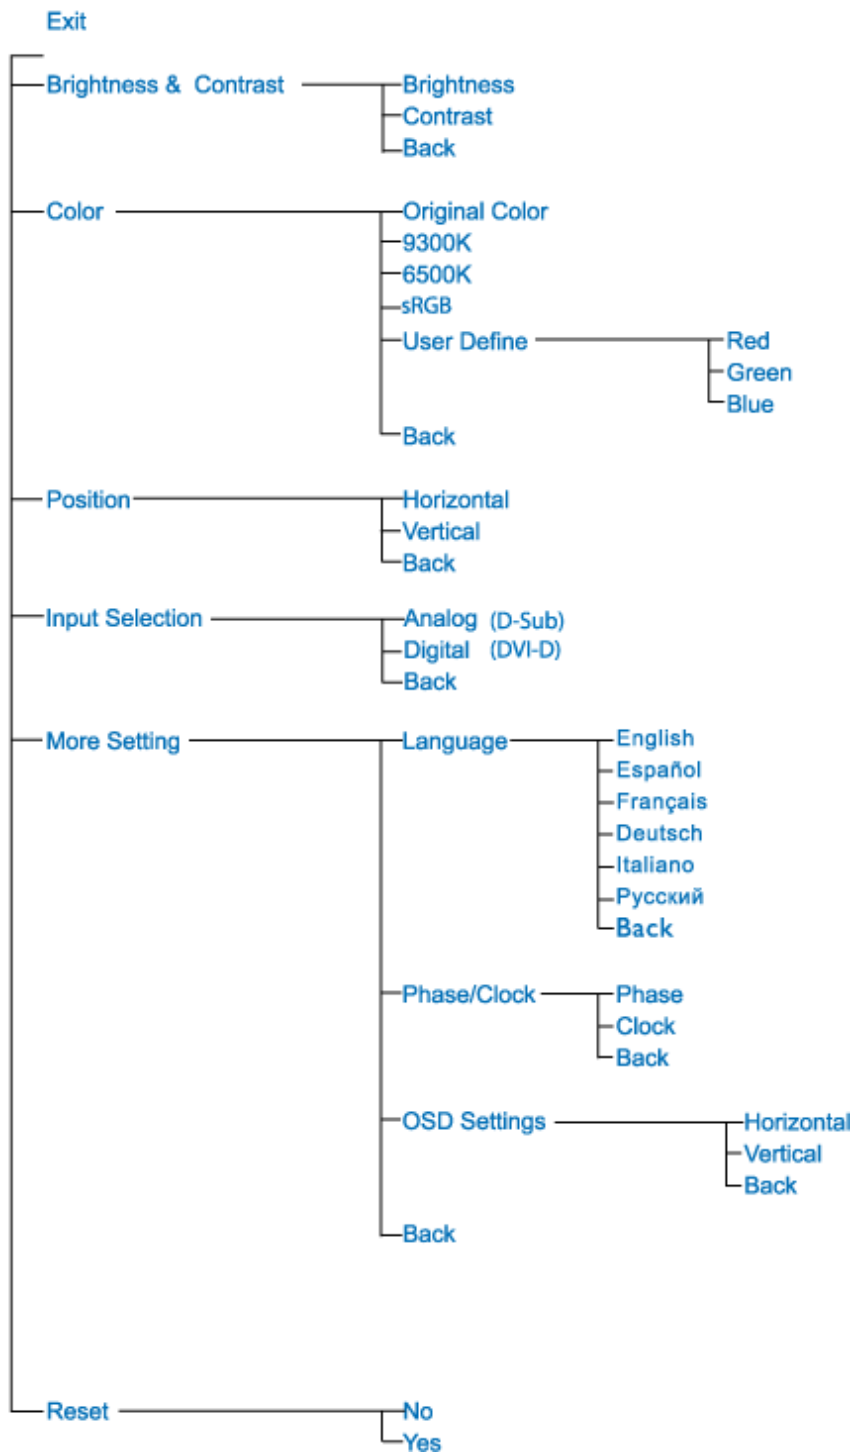 Exit
Brightness & Contrast
Brightness
Contrast
Back
Color
Original Color
9300K
6500K
sRGB
User Define
Red
Green
Blue
Back
Position
Horizontal
Vertical
Back
Input Selection
Analog (D-Sub)
Digital (DVI-D)
Back
More Setting
Language
English
Español
Français
Deutsch
Italiano
Русский
Back
Phase/Clock
Phase
Clock
Back
OSD Settings
Horizontal
Vertical
Back
Back
Reset
No
Yes